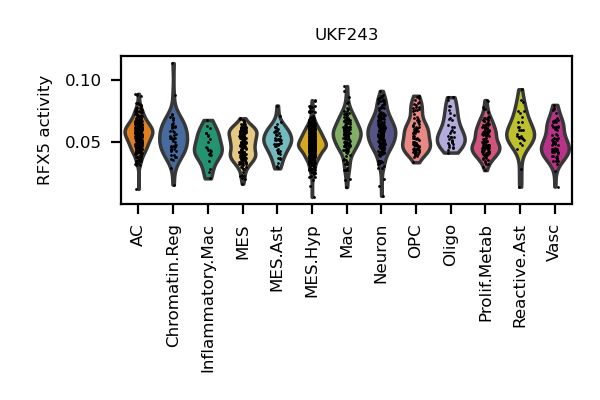 UKF243
RFX5 activity
0.10
0.05
AC
Chromatin.Reg
Inflammatory.Mac
MES
MES.Ast
MES.Hyp
Mac
Neuron
OPC
Oligo
Prolif.Metab
Reactive.Ast
Vasc